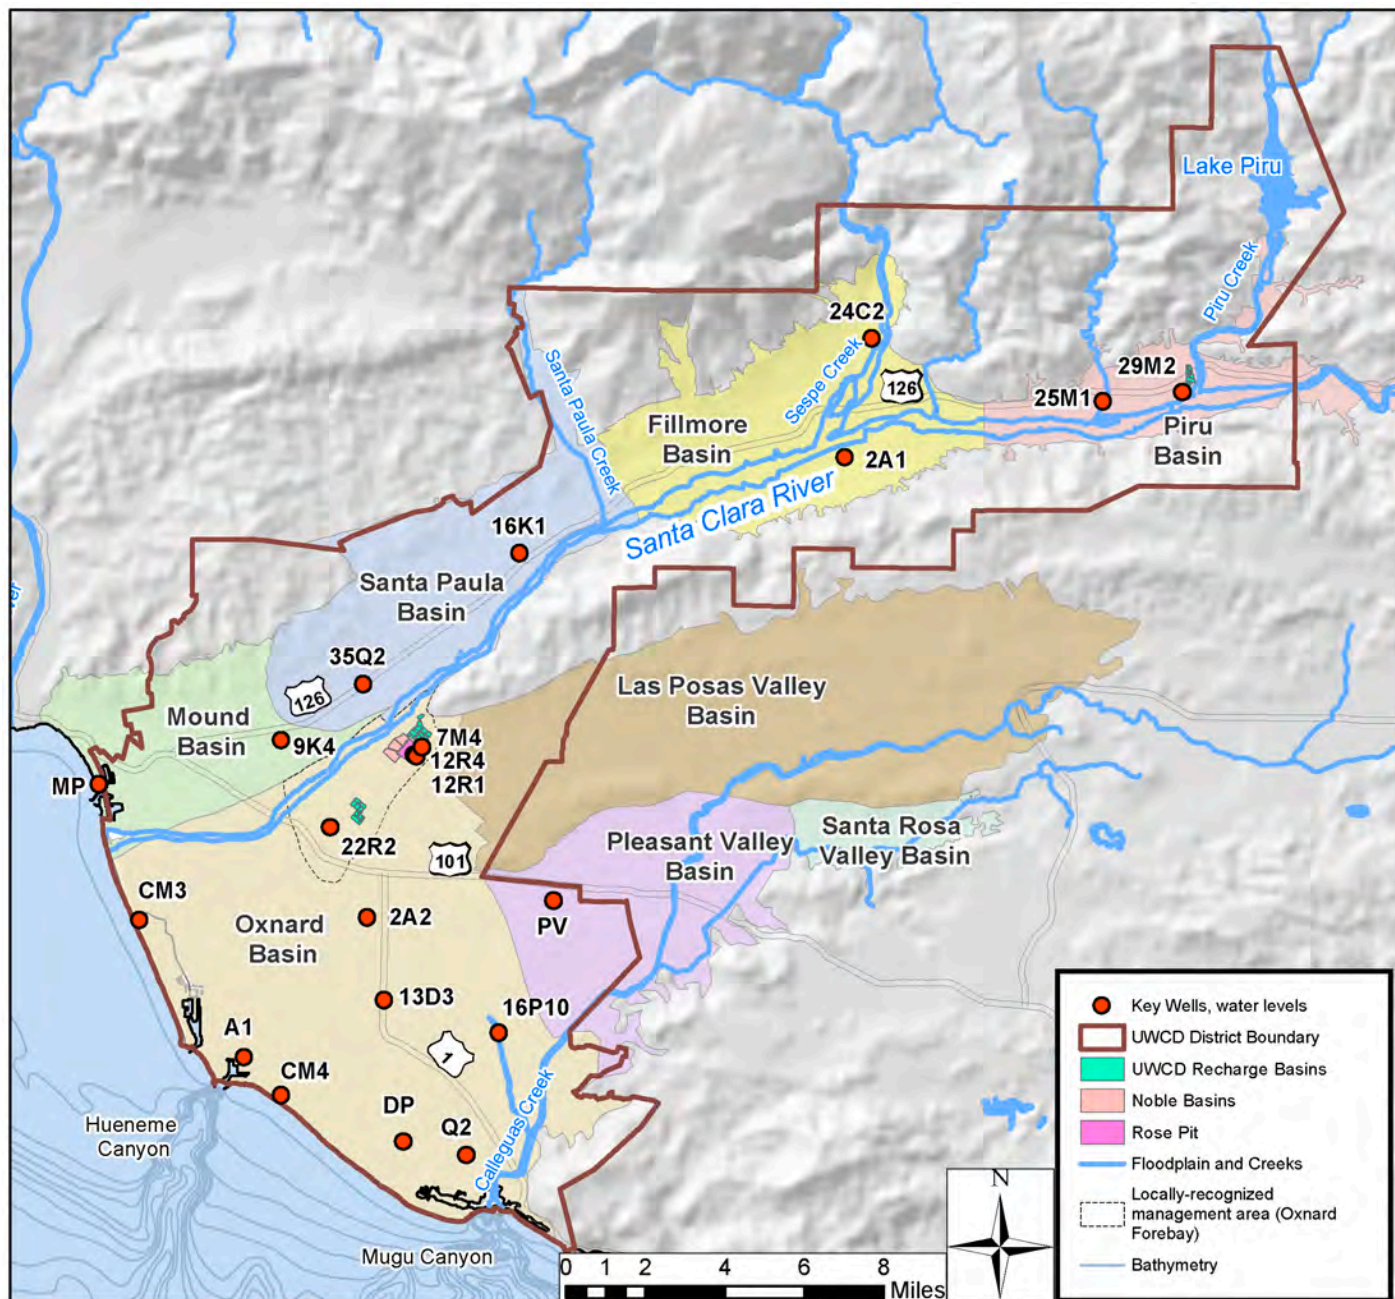 Lake Piru
Piru Creek
24C2
Santa Paula Creek
Sespe Creek
126
29M2
25M1
Fillmore
Basin
Piru
Basin
2A1
Santa Clara River
16K1
Santa Paula
Basin
35Q2
126
Las Posas Valley
Basin
Mound
Basin
9K4
7M4
12R4
12R1
MP
22R2
101
Pleasant Valley
Basin
Santa Rosa
Valley Basin
CM3
Oxnard
Basin
2A2
PV
13D3
16P10
A1
1
CM4
DP
Q2
Calleguas Creek
Hueneme
Canyon
Mugu Canyon
Key Wells, water levels
UWCD District Boundary
UWCD Recharge Basins
Noble Basins
Rose Pit
Floodplain and Creeks
Locally-recognized
management area (Oxnard
Forebay)
Bathymetry
N
0 1 2 4 6 8
Miles